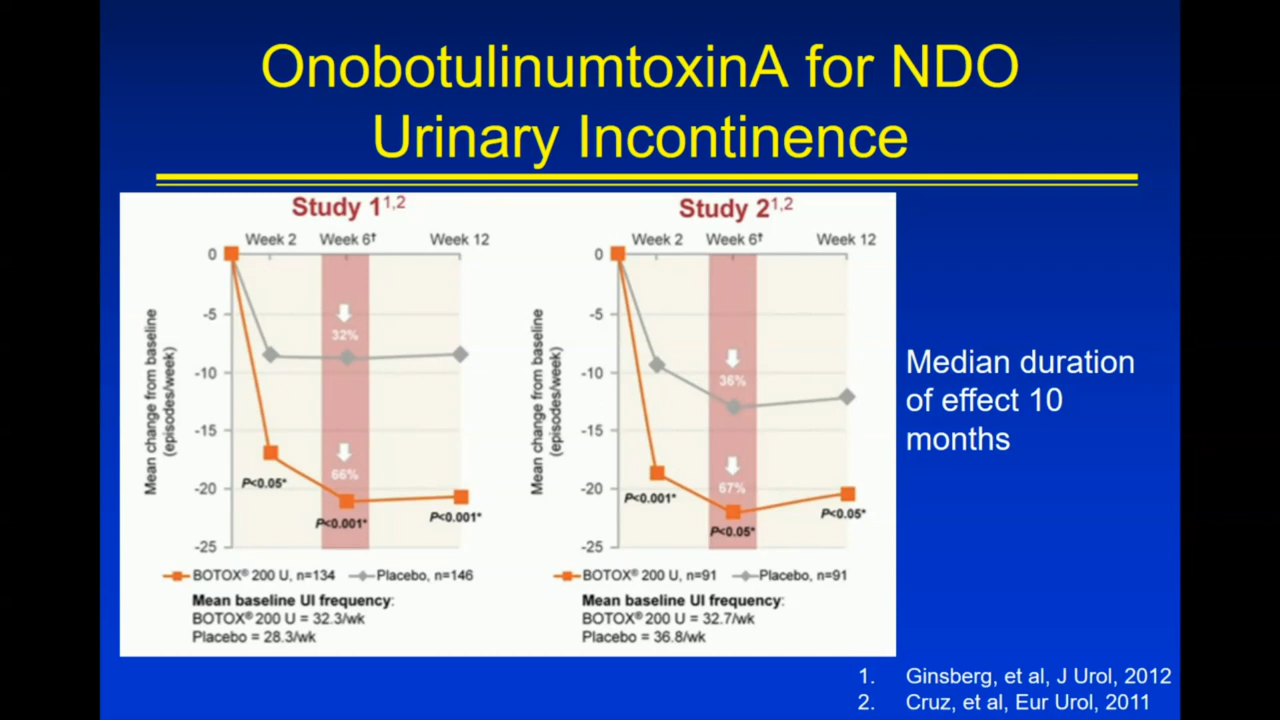 OnobotulinumtoxinA for NDO
Urinary Incontinence
Study 1¹,²
Week 2 Week 6† Week 12
Mean change from baseline
(episodes/week)
0
-5
-10
-15
-20
-25
32%
66%
P<0.05*
P<0.001*
P<0.001*
BOTOX® 200 U, n=134 Placebo, n=146
Mean baseline UI frequency:
BOTOX® 200 U = 32.3/wk
Placebo = 28.3/wk
Study 2¹,²
Week 2 Week 6† Week 12
Mean change from baseline
(episodes/week)
0
-5
-10
-15
-20
-25
36%
67%
P<0.001*
P<0.05*
P<0.05*
BOTOX® 200 U, n=91 Placebo, n=91
Mean baseline UI frequency:
BOTOX® 200 U = 32.7/wk
Placebo = 36.8/wk
Median duration
of effect 10
months
1. Ginsberg, et al, J Urol, 2012
2. Cruz, et al, Eur Urol, 2011